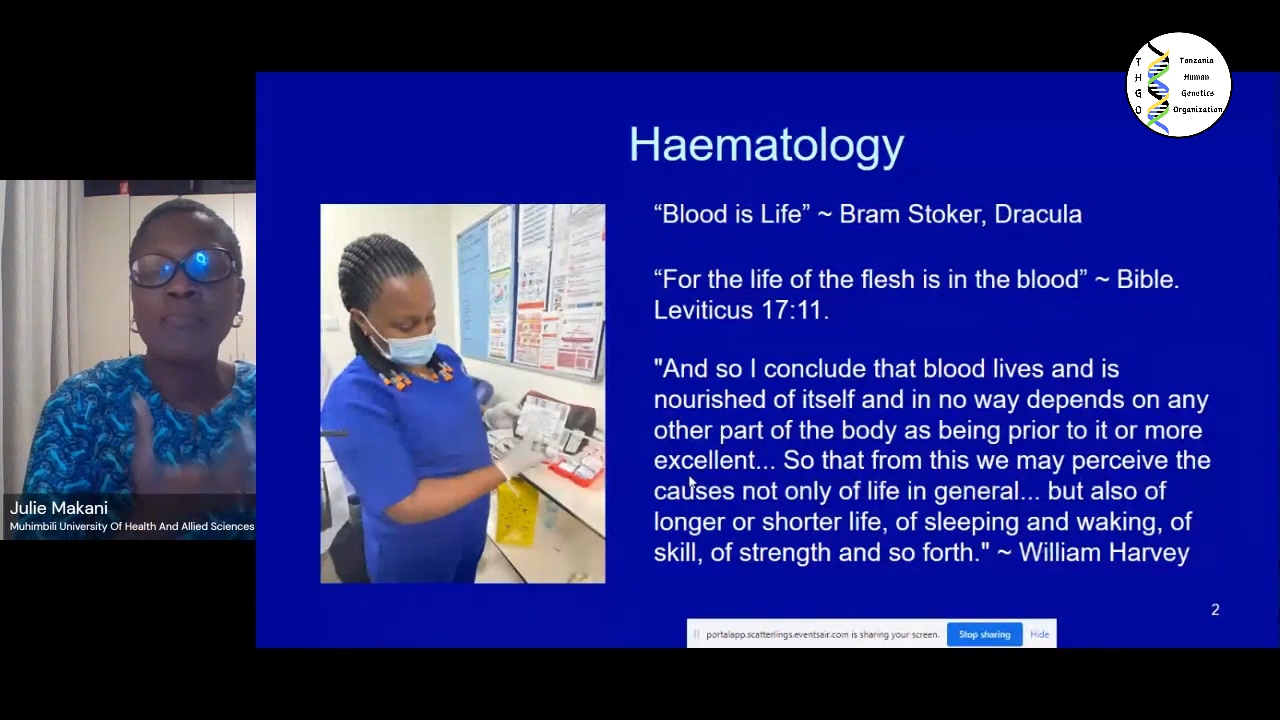 T Tanzania
H Human
G Genetics
O Organization
Haematology
“Blood is Life” ~ Bram Stoker, Dracula
“For the life of the flesh is in the blood” ~ Bible.
Leviticus 17:11.
"And so I conclude that blood lives and is
nourished of itself and in no way depends on any
other part of the body as being prior to it or more
excellent... So that from this we may perceive the
causes not only of life in general... but also of
longer or shorter life, of sleeping and waking, of
skill, of strength and so forth." ~ William Harvey
Julie Makani
Muhimbili University Of Health And Allied Sciences
2
portalapp.scatterlings.eventsair.com is sharing your screen.
Stop sharing
Hide